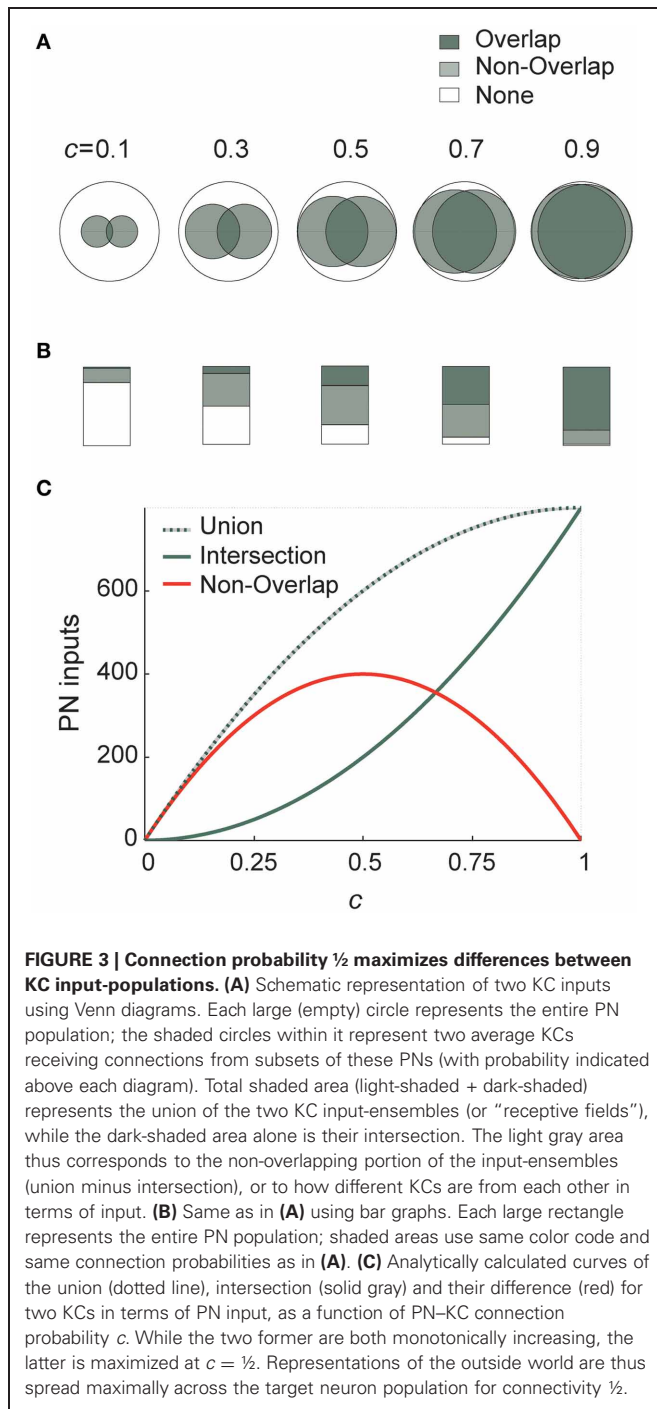 A
Overlap
Non-Overlap
None
c=0.1 0.3 0.5 0.7 0.9
B
C
Union
Intersection
Non-Overlap
PN inputs
600
400
200
0
0 0.25 0.5 0.75 1
c
FIGURE 3 | Connection probability ½ maximizes differences between
KC input-populations. (A) Schematic representation of two KC inputs
using Venn diagrams. Each large (empty) circle represents the entire PN
population; the shaded circles within it represent two average KCs
receiving connections from subsets of these PNs (with probability indicated
above each diagram). Total shaded area (light-shaded + dark-shaded)
represents the union of the two KC input-ensembles (or “receptive fields”),
while the dark-shaded area alone is their intersection. The light gray area
thus corresponds to the non-overlapping portion of the input-ensembles
(union minus intersection), or to how different KCs are from each other in
terms of input. (B) Same as in (A) using bar graphs. Each large rectangle
represents the entire PN population; shaded areas use same color code and
same connection probabilities as in (A). (C) Analytically calculated curves of
the union (dotted line), intersection (solid gray) and their difference (red) for
two KCs in terms of PN input, as a function of PN–KC connection
probability c. While the two former are both monotonically increasing, the
latter is maximized at c = ½. Representations of the outside world are thus
spread maximally across the target neuron population for connectivity ½.